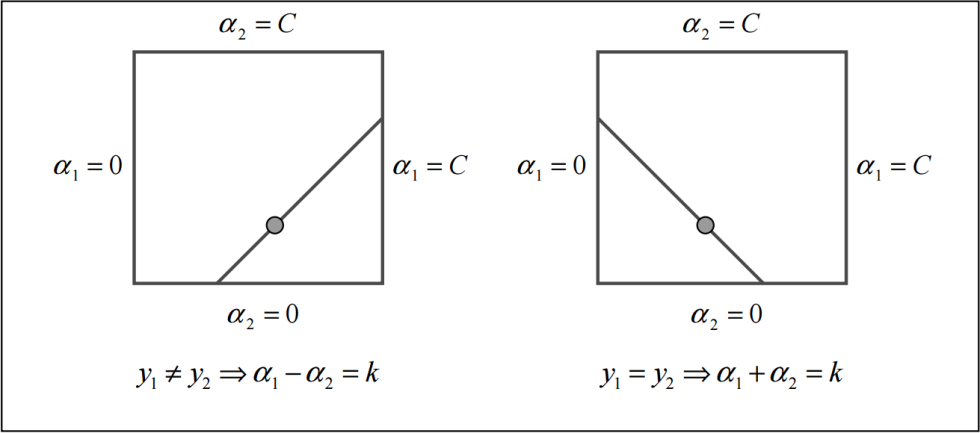 α₂ = C α₂ = C
α₁ = 0 α₁ = C α₁ = 0 α₁ = C
α₂ = 0 α₂ = 0
y₁ ≠ y₂ ⇒ α₁ − α₂ = k y₁ = y₂ ⇒ α₁ + α₂ = k